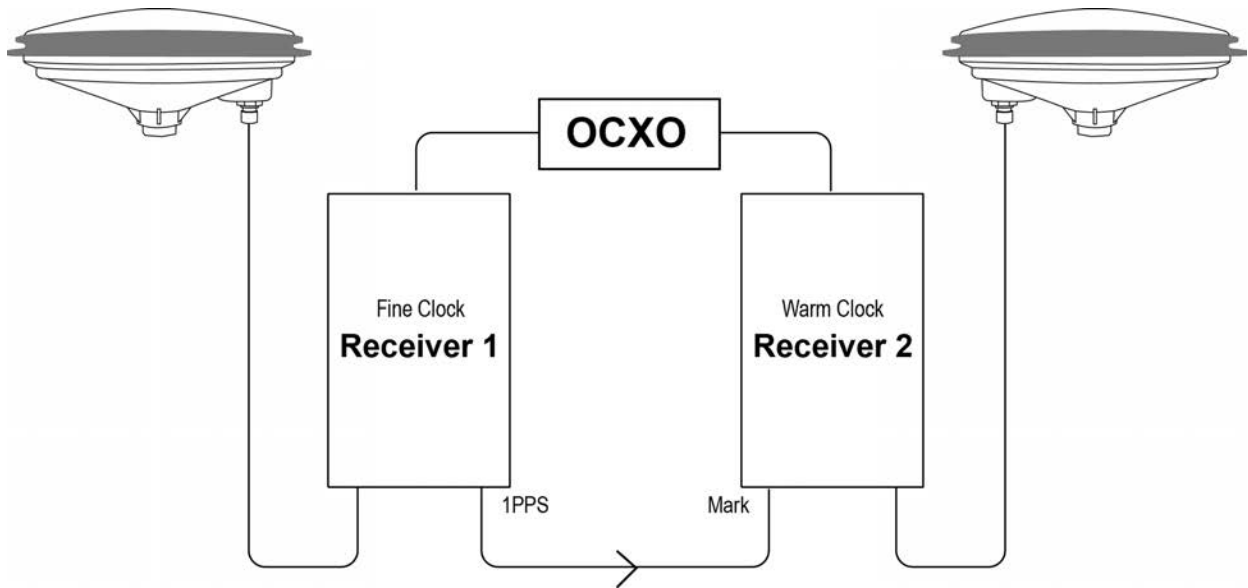 OCXO
Fine Clock
Receiver 1
Warm Clock
Receiver 2
1PPS
Mark